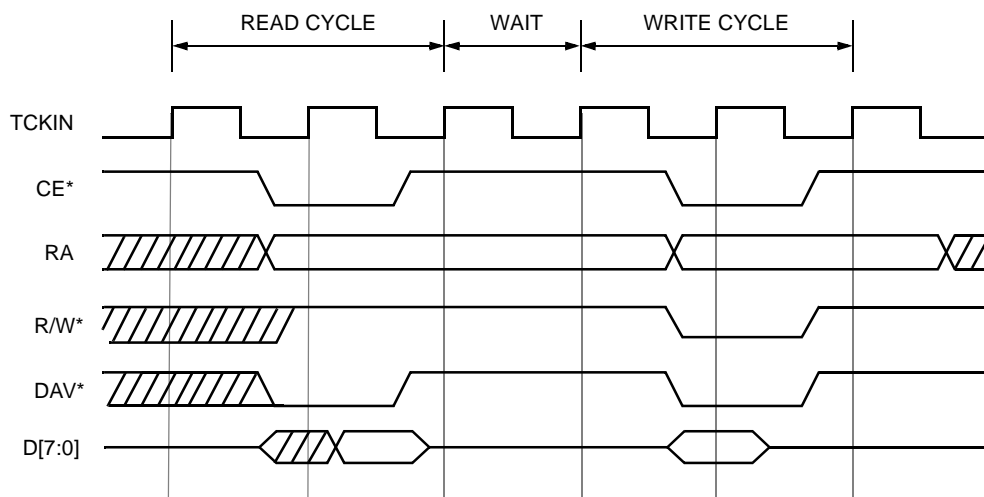 READ CYCLE WAIT WRITE CYCLE
TCKIN
CE*
RA
R/W*
DAV*
D[7:0]